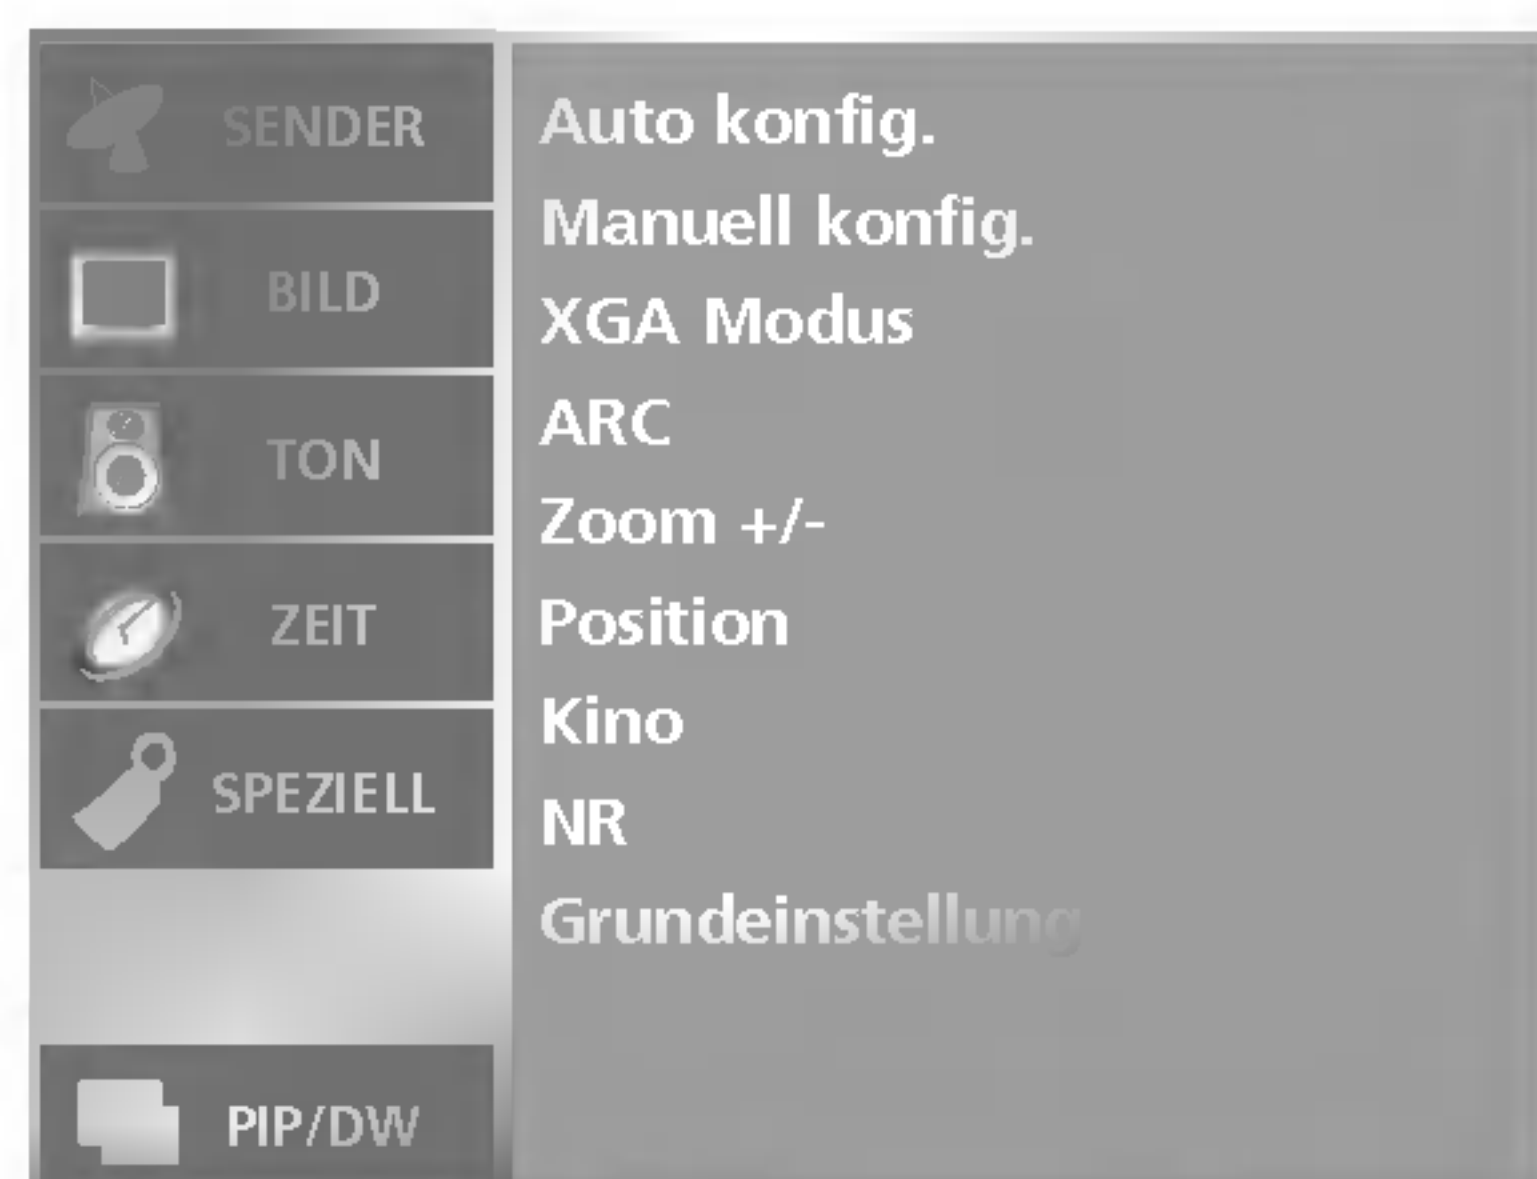 SENDER
BILD
TON
ZEIT
SPEZIELL
PIP/DW
Auto konfig.
Manuell konfig.
XGA Modus
ARC
Zoom +/-
Position
Kino
NR
Grundeinstellung